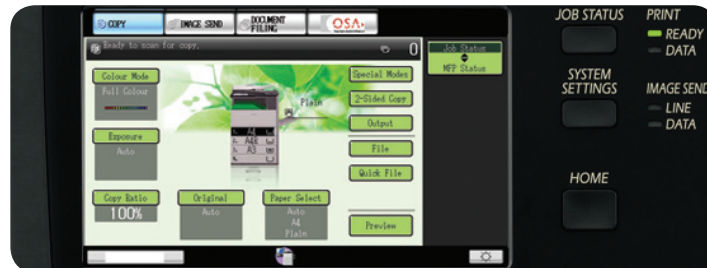 COPY
IMAGE SEND
DOCUMENT
FILING
OSA
Ready to scan for copy.
0
Job Status
MFP Status
Colour Mode
Full Colour
Exposure
Auto
Copy Ratio
100%
Original
Auto
Paper Select
Auto
A4
Plain
Plain
A4
A4R
A3
Special Modes
2-Sided Copy
Output
File
Quick File
Preview
JOB STATUS
SYSTEM
SETTINGS
HOME
PRINT
READY
DATA
IMAGE SEND
LINE
DATA